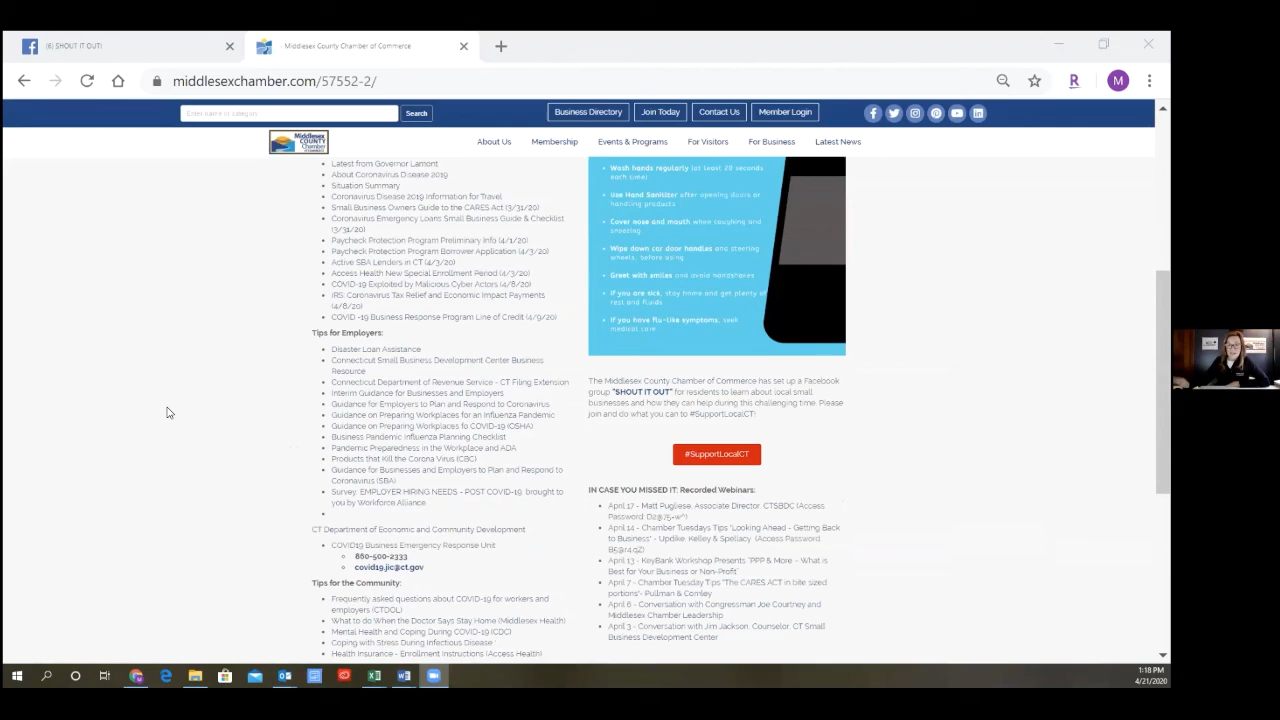 (6) SHOUT IT OUT!
Middlesex County Chamber of Commerce
middlesexchamber.com/57552-2/
R
M
Enter name or category
Search
Business Directory
Join Today
Contact Us
Member Login
Middlesex
COUNTY
Chamber
About Us
Membership
Events & Programs
For Visitors
For Business
Latest News
Latest from Governor Lamont
About Coronavirus Disease 2019
Situation Summary
Coronavirus Disease 2019 Information for Travel
Small Business Owners Guide to the CARES Act (3/31/20)
Coronavirus Emergency Loans Small Business Guide & Checklist
(3/31/20)
Paycheck Protection Program Preliminary Info (4/1/20)
Paycheck Protection Program Borrower Application (4/3/20)
Active SBA Lenders in CT (4/3/20)
Access Health New Special Enrollment Period (4/3/20)
COVID-19 Exploited by Malicious Cyber Actors (4/8/20)
IRS: Coronavirus Tax Relief and Economic Impact Payments
(4/8/20)
COVID -19 Business Response Program Line of Credit (4/9/20)
Tips for Employers:
Disaster Loan Assistance
Connecticut Small Business Development Center Business
Resource
Connecticut Department of Revenue Service - CT Filing Extension
Interim Guidance for Businesses and Employers
Guidance for Employers to Plan and Respond to Coronavirus
Guidance on Preparing Workplaces for an Influenza Pandemic
Guidance on Preparing Workplaces fo COVID-19 (OSHA)
Business Pandemic Influenza Planning Checklist
Pandemic Preparedness in the Workplace and ADA
Products that Kill the Corona Virus (CBC)
Guidance for Businesses and Employers to Plan and Respond to
Coronavirus (SBA)
Survey: EMPLOYER HIRING NEEDS - POST COVID-19, brought to
you by Workforce Alliance
CT Department of Economic and Community Development
COVID19 Business Emergency Response Unit
860-500-2333
covid19.jic@ct.gov
Tips for the Community:
Frequently asked questions about COVID-19 for workers and
employers (CTDOL)
What to do When the Doctor Says Stay Home (Middlesex Health)
Mental Health and Coping During COVID-19 (CDC)
Coping with Stress During Infectious Disease
Health Insurance - Enrollment Instructions (Access Health)
Wash hands regularly (at least 20 seconds
each time)
Use Hand Sanitizer after opening doors or
handling products
Cover nose and mouth when coughing and
sneezing
Wipe down car door handles and steering
wheels, before using
Greet with smiles and avoid handshakes
If you are sick, stay home and get plenty of
rest and fluids
If you have flu-like symptoms, seek
medical care
The Middlesex County Chamber of Commerce has set up a Facebook
group "SHOUT IT OUT" for residents to learn about local small
businesses and how they can help during this challenging time. Please
join and do what you can to #SupportLocalCT!
#SupportLocalCT
IN CASE YOU MISSED IT: Recorded Webinars:
April 17 - Matt Pugliese, Associate Director, CTSBDC (Access
Password: D2@75=w^)
April 14 - Chamber Tuesdays Tips "Looking Ahead - Getting Back
to Business" - Updike, Kelley & Spellacy (Access Password
B5@r4.qZ)
April 13 - KeyBank Workshop Presents "PPP & More - What is
Best for Your Business or Non-Profit"
April 7 - Chamber Tuesday Tips "The CARES ACT in bite sized
portions"- Pullman & Comley
April 6 - Conversation with Congressman Joe Courtney and
Middlesex Chamber Leadership
April 3 - Conversation with Jim Jackson, Counselor, CT Small
Business Development Center
1:18 PM
4/21/2020